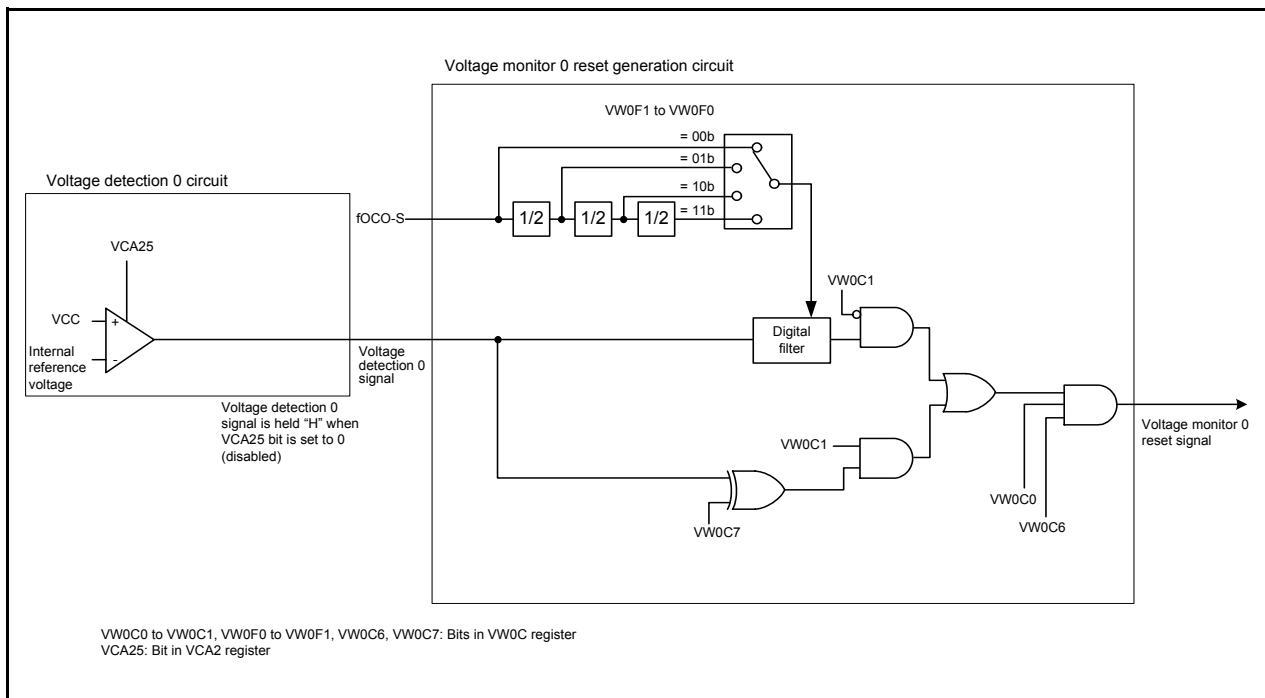 Voltage monitor 0 reset generation circuit
VW0F1 to VW0F0
= 00b
= 01b
= 10b
= 11b
Voltage detection 0 circuit
fOCO-S
1/2
1/2
1/2
VCA25
VCC
+
-
Internal
reference
voltage
Voltage
detection 0
signal
Digital
filter
VW0C1
Voltage detection 0
signal is held “H” when
VCA25 bit is set to 0
(disabled)
VW0C1
VW0C7
VW0C0
VW0C6
Voltage monitor 0
reset signal
VW0C0 to VW0C1, VW0F0 to VW0F1, VW0C6, VW0C7: Bits in VW0C register
VCA25: Bit in VCA2 register